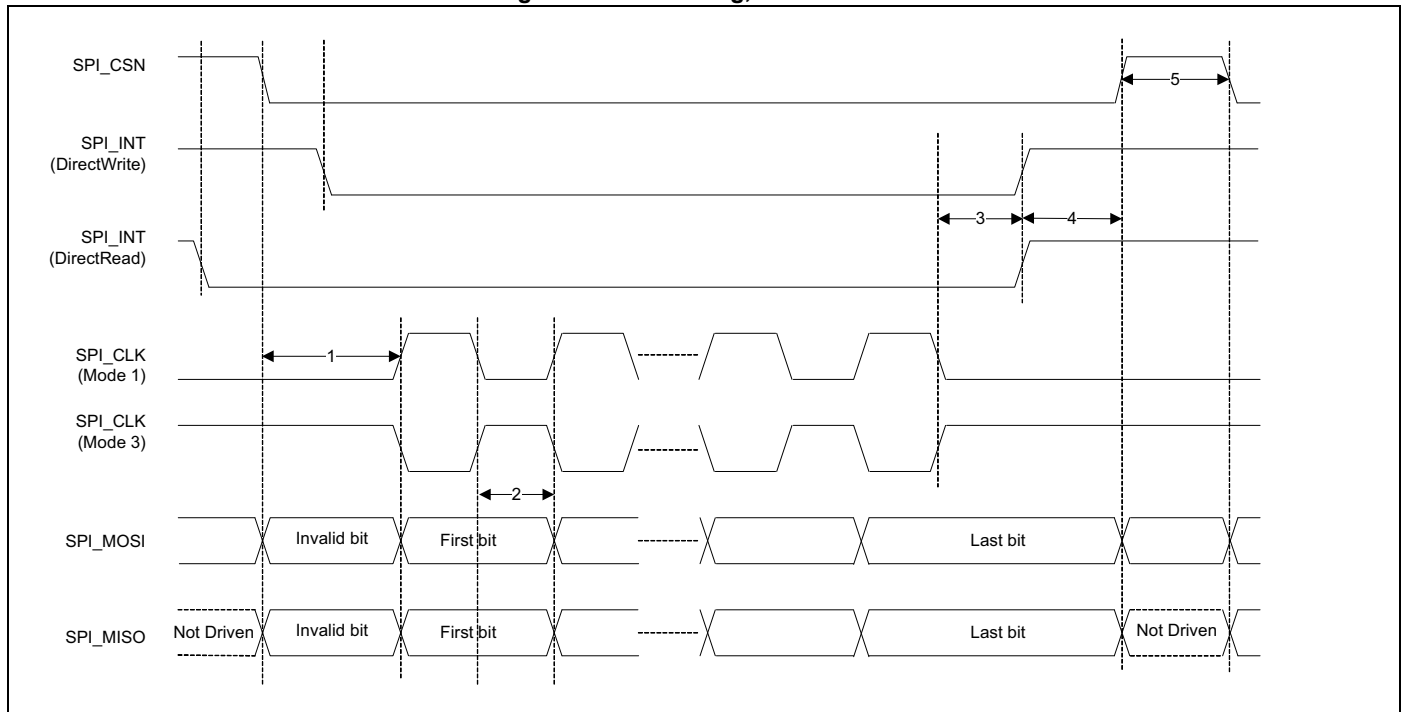 SPI_CSN
5
SPI_INT
(DirectWrite)
3
4
SPI_INT
(DirectRead)
SPI_CLK
(Mode 1)
1
SPI_CLK
(Mode 3)
2
SPI_MOSI
Invalid bit
First bit
Last bit
SPI_MISO
Not Driven
Invalid bit
First bit
Last bit
Not Driven